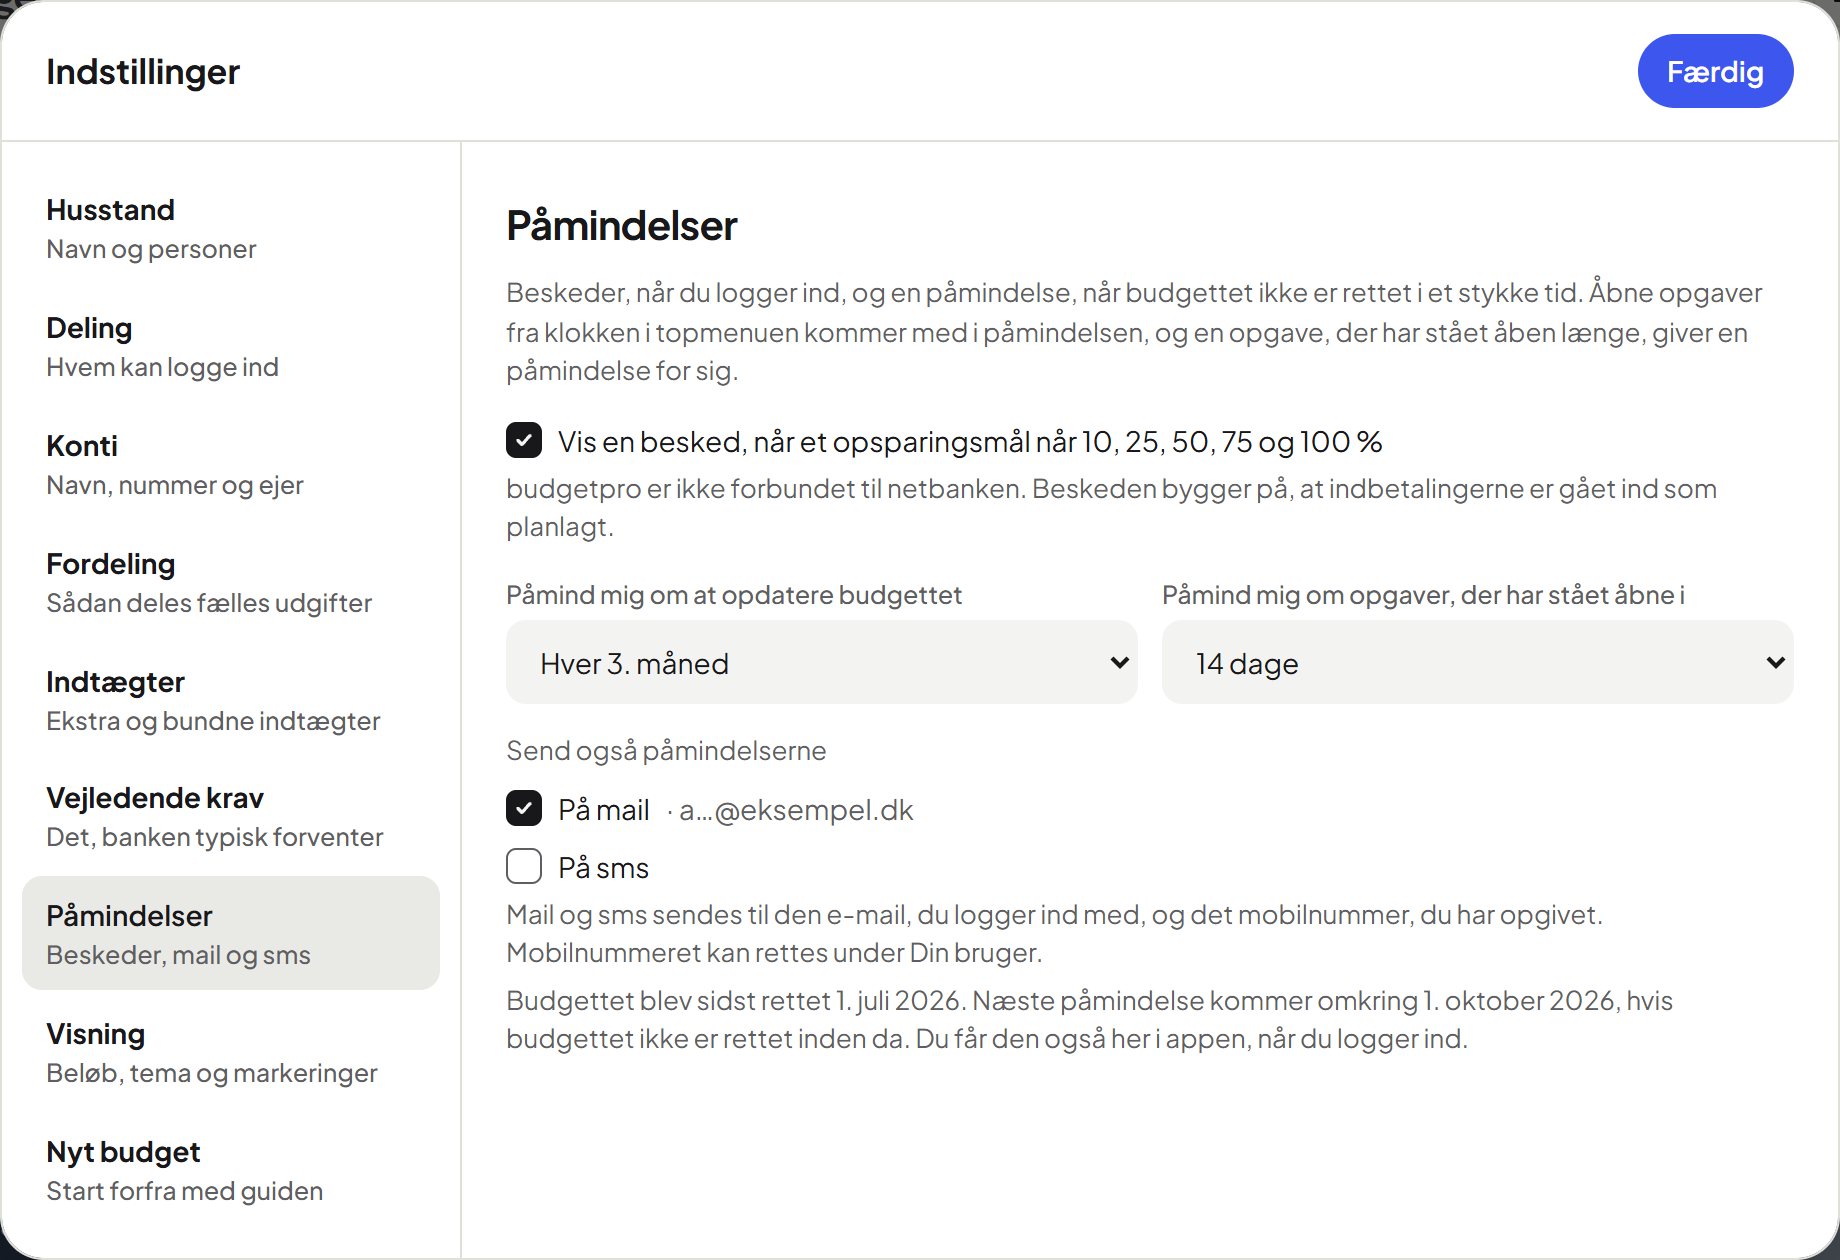 Indstillinger
Færdig
Husstand
Navn og personer
Deling
Hvem kan logge ind
Konti
Navn, nummer og ejer
Fordeling
Sådan deles fælles udgifter
Indtægter
Ekstra og bundne indtægter
Vejledende krav
Det, banken typisk forventer
Påmindelser
Beskeder, mail og sms
Visning
Beløb, tema og markeringer
Nyt budget
Start forfra med guiden
Påmindelser
Beskeder, når du logger ind, og en påmindelse, når budgettet ikke er rettet i et stykke tid. Åbne opgaver
fra klokken i topmenuen kommer med i påmindelsen, og en opgave, der har stået åben længe, giver en
påmindelse for sig.
Vis en besked, når et opsparingsmål når 10, 25, 50, 75 og 100 %
budgetpro er ikke forbundet til netbanken. Beskeden bygger på, at indbetalingerne er gået ind som
planlagt.
Påmind mig om at opdatere budgettet
Hver 3. måned
Påmind mig om opgaver, der har stået åbne i
14 dage
Send også påmindelserne
På mail · a...@eksempel.dk
På sms
Mail og sms sendes til den e-mail, du logger ind med, og det mobilnummer, du har opgivet.
Mobilnummeret kan rettes under Din bruger.
Budgettet blev sidst rettet 1. juli 2026. Næste påmindelse kommer omkring 1. oktober 2026, hvis
budgettet ikke er rettet inden da. Du får den også her i appen, når du logger ind.